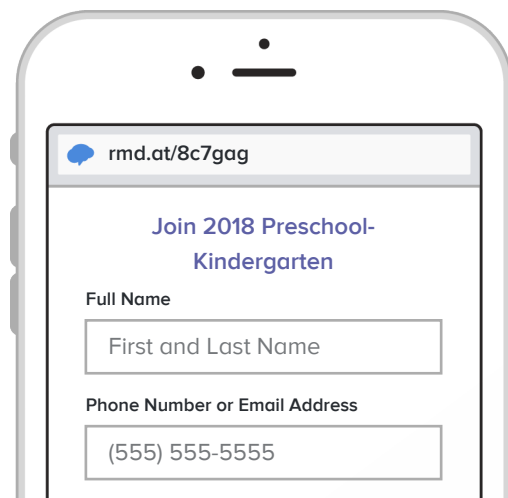 rmd.at/8c7gag
Join 2018 Preschool-
Kindergarten
Full Name
First and Last Name
Phone Number or Email Address
(555) 555-5555